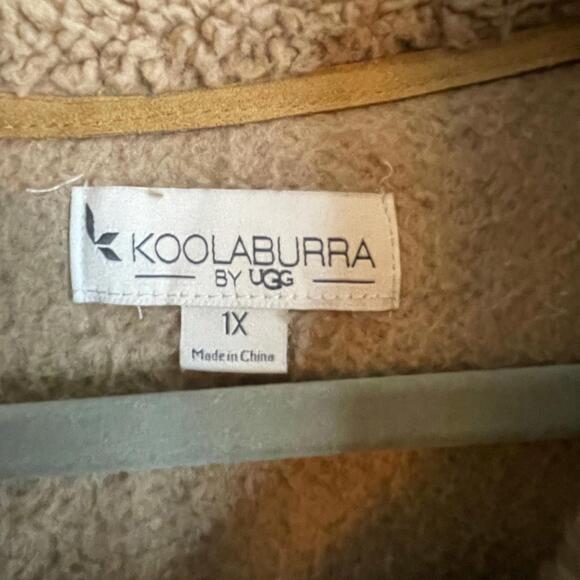 KOOLABURRA
BY UGG
1X
Made in China